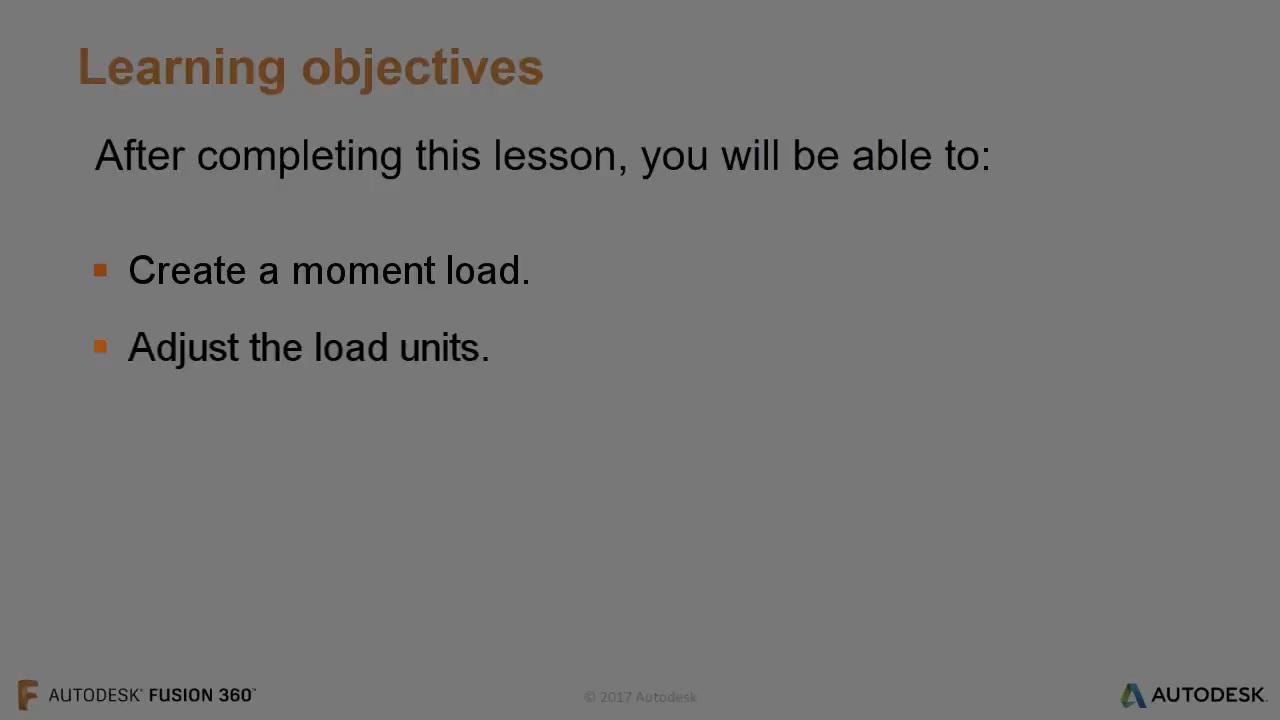 Learning objectives
After completing this lesson, you will be able to:
▪ Create a moment load.
▪ Adjust the load units.
AUTODESK® FUSION 360™
© 2017 Autodesk
AUTODESK.